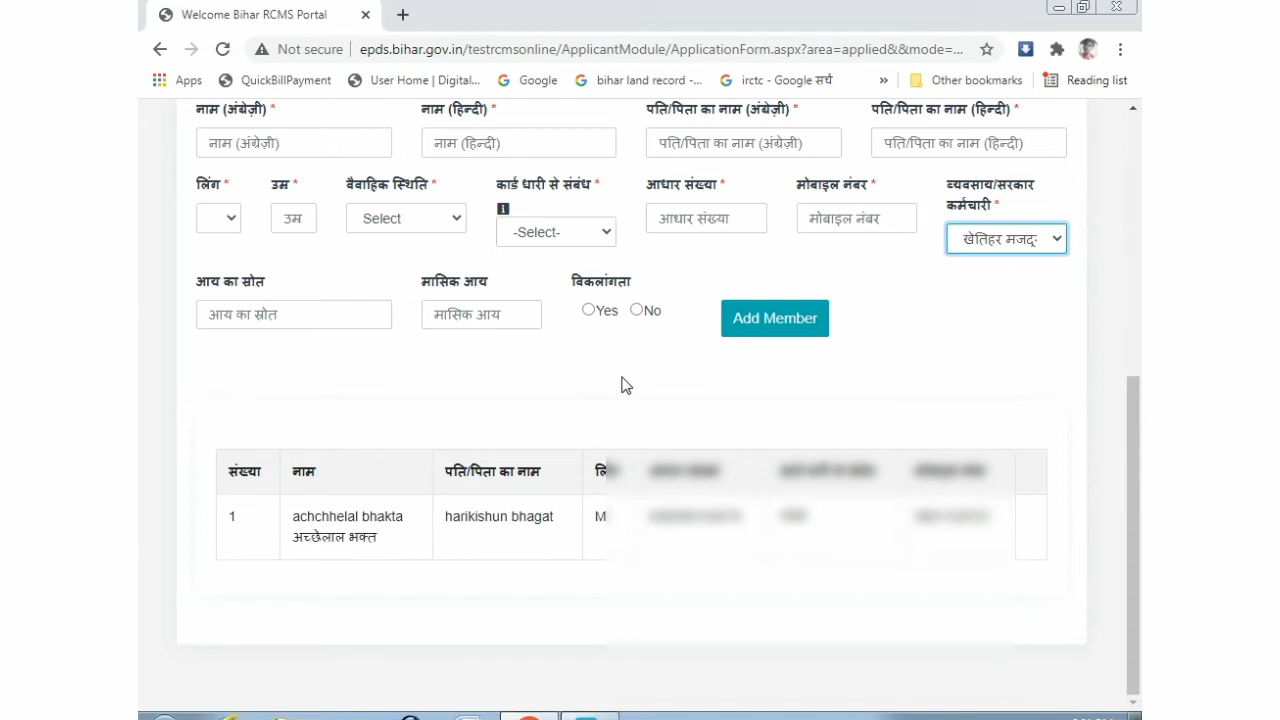 Welcome Bihar RCMS Portal
Not secure epds.bihar.gov.in/testrcmsonline/ApplicantModule/ApplicationForm.aspx?area=applied&&mode=...
Apps QuickBillPayment User Home | Digital... Google bihar land record -... irctc - Google सर्च » Other bookmarks Reading list
नाम (अंग्रेज़ी) * नाम (हिन्दी) * पति/पिता का नाम (अंग्रेज़ी) * पति/पिता का नाम (हिन्दी) *
नाम (अंग्रेज़ी) नाम (हिन्दी) पति/पिता का नाम (अंग्रेज़ी) पति/पिता का नाम (हिन्दी)
लिंग * उम्र * वैवाहिक स्थिति * कार्ड धारी से संबंध * आधार संख्या * मोबाइल नंबर * व्यवसाय/सरकार
कर्मचारी *
उम्र Select -Select- आधार संख्या मोबाइल नंबर खेतिहर
आय का स्रोत मासिक आय विकलांगता
आय का स्रोत मासिक आय Yes No Add Member
संख्या नाम पति/पिता का नाम
1 achchhelal bhakta harikishun bhagat M
अच्छेलाल भक्त